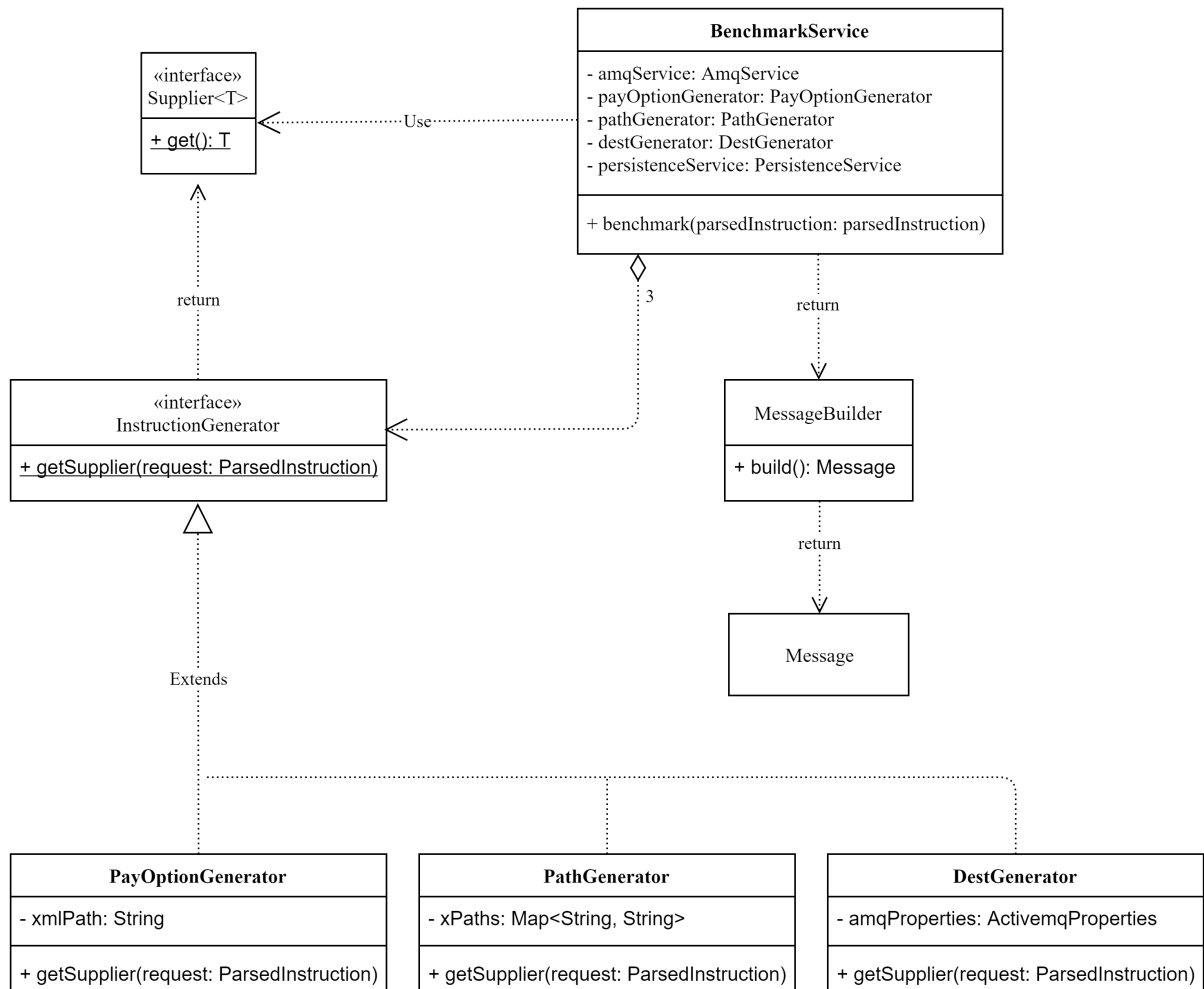 BenchmarkService
- amqService: AmqService
- payOptionGenerator: PayOptionGenerator
- pathGenerator: PathGenerator
- destGenerator: DestGenerator
- persistenceService: PersistenceService
+ benchmark(parsedInstruction: parsedInstruction)
«interface»
Supplier<T>
+ get(): T
Use
return
3
return
«interface»
InstructionGenerator
+ getSupplier(request: ParsedInstruction)
MessageBuilder
+ build(): Message
return
Message
Extends
PayOptionGenerator
- xmlPath: String
+ getSupplier(request: ParsedInstruction)
PathGenerator
- xPaths: Map<String, String>
+ getSupplier(request: ParsedInstruction)
DestGenerator
- amqProperties: ActivemqProperties
+ getSupplier(request: ParsedInstruction)